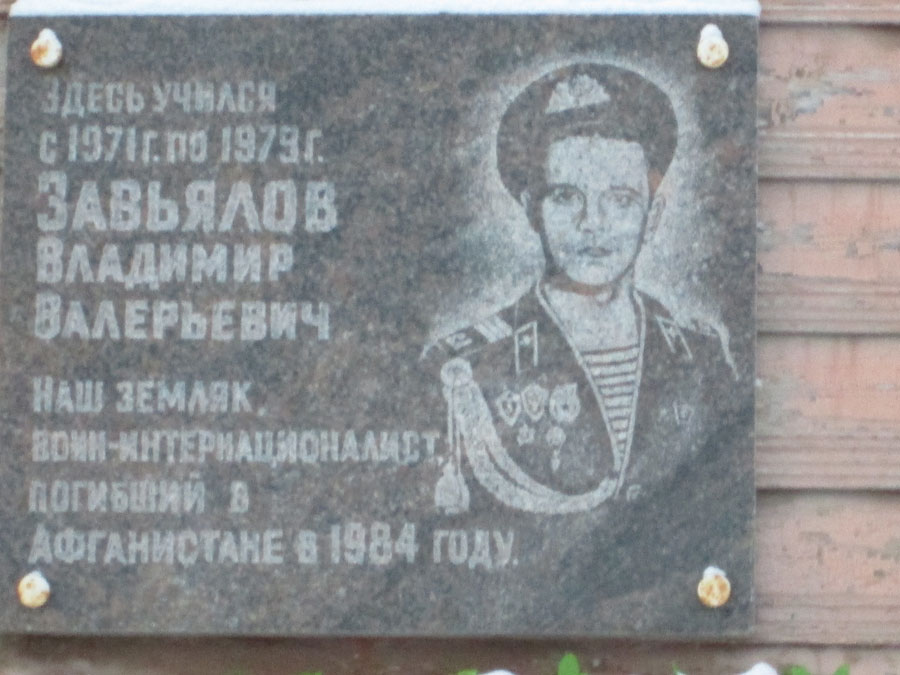 Здесь учился
с 1971г. по 1979г.
Завьялов
Владимир
Валерьевич
Наш земляк,
воин-интернационалист,
погибший в
Афганистане в 1984 году.